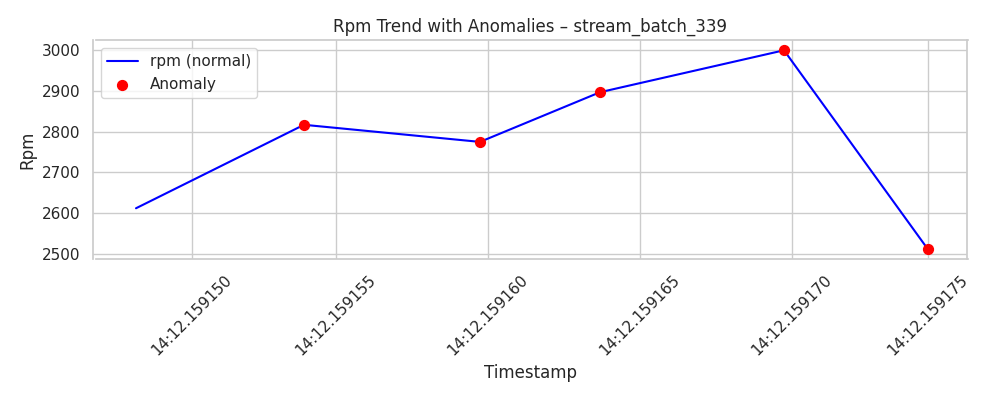 Rpm Trend with Anomalies – stream_batch_339
rpm (normal)
Anomaly
3000
2900
2800
2700
2600
2500
Rpm
14:12.159150
14:12.159155
14:12.159160
14:12.159165
14:12.159170
14:12.159175
Timestamp